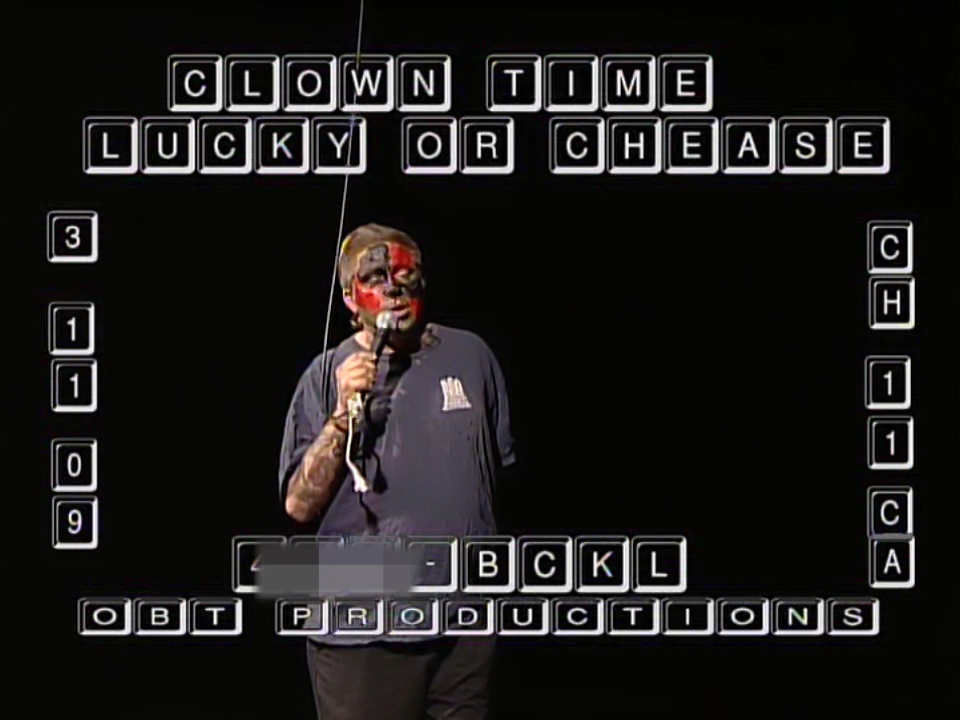 CLOWN TIME
LUCKY OR CHEASE
3
11
09
CH
11
CA
-BCKL
OBT PRODUCTIONS